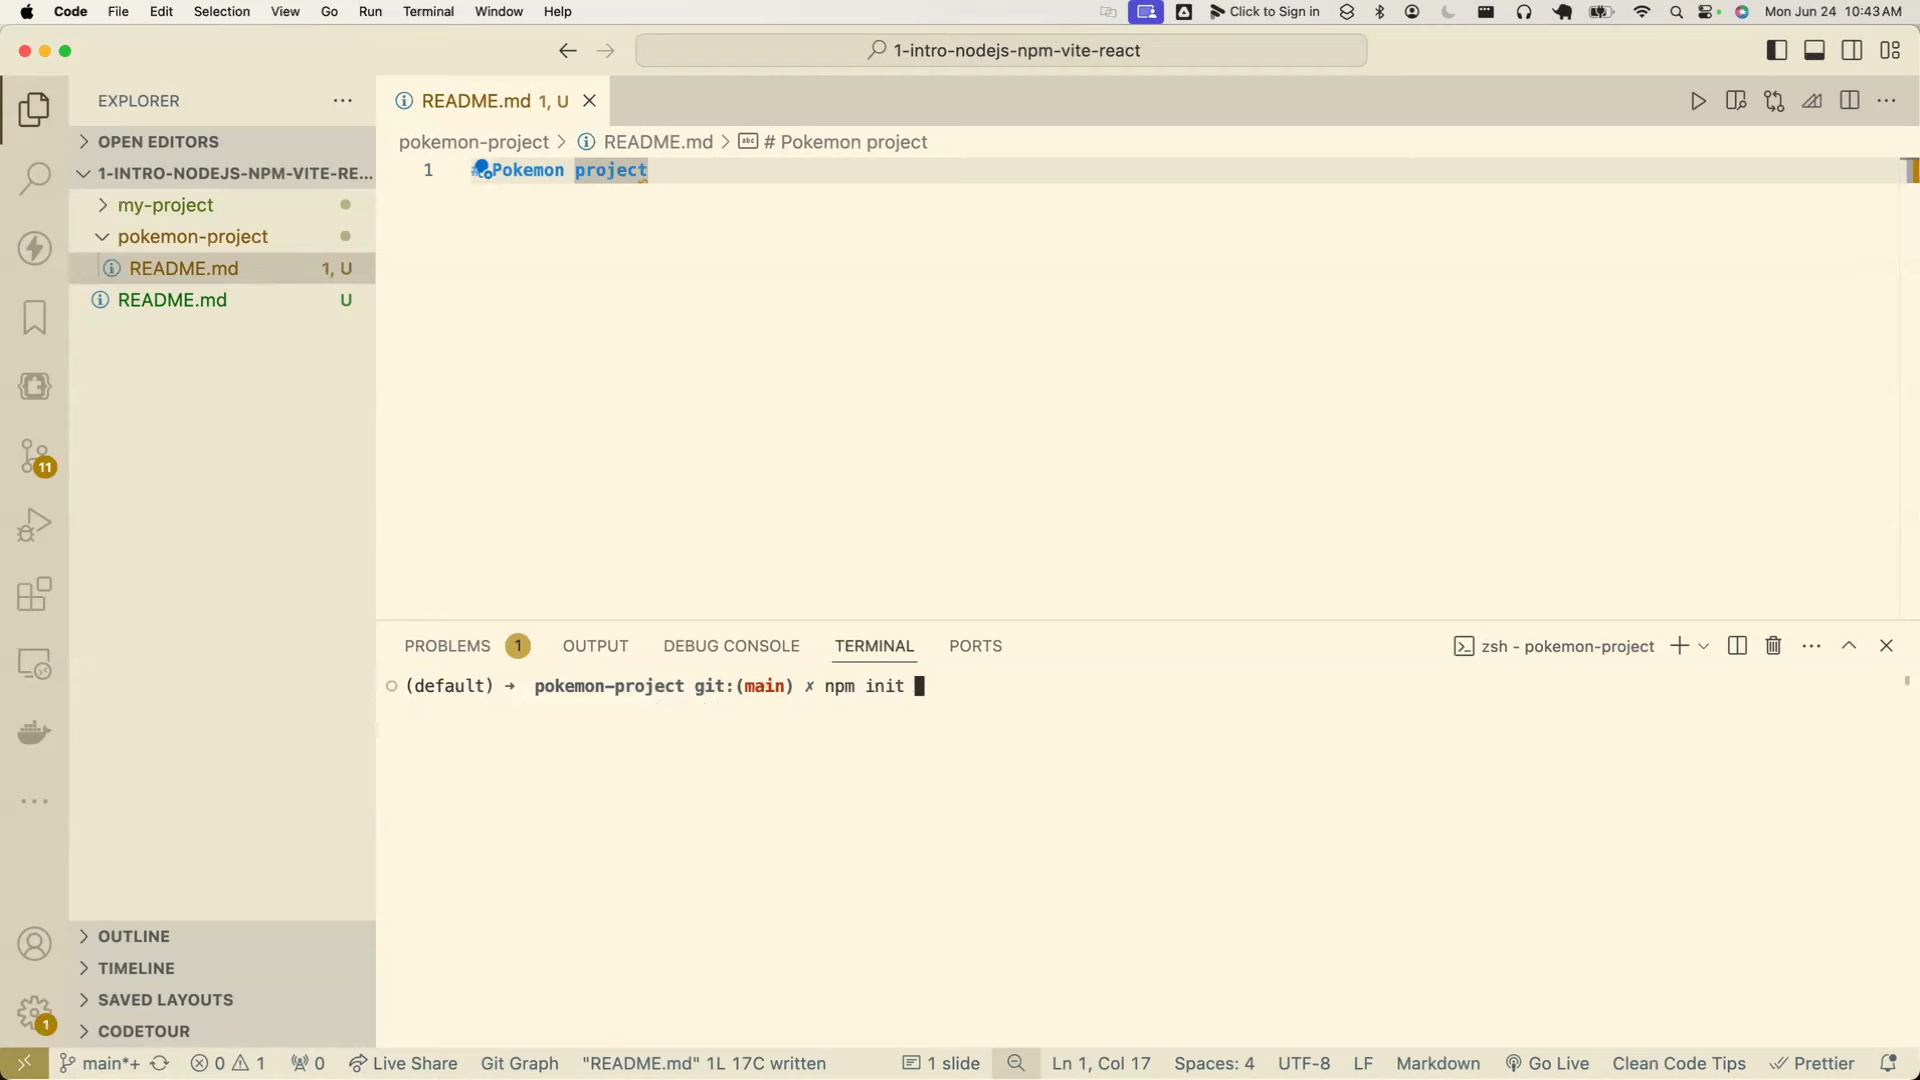 Code File Edit Selection View Go Run Terminal Window Help Click to Sign in Mon Jun 24 10:43 AM
1-intro-nodejs-npm-vite-react
EXPLORER
README.md 1, U
OPEN EDITORS
pokemon-project > README.md > # Pokemon project
1-INTRO-NODEJS-NPM-VITE-RE...
1 # Pokemon project
my-project
pokemon-project
README.md 1, U
README.md U
11
PROBLEMS 1 OUTPUT DEBUG CONSOLE TERMINAL PORTS zsh - pokemon-project
(default) → pokemon-project git:(main) ✗ npm init
OUTLINE
TIMELINE
SAVED LAYOUTS
1
CODETOUR
main*+ 0 1 0 Live Share Git Graph "README.md" 1L 17C written 1 slide Ln 1, Col 17 Spaces: 4 UTF-8 LF Markdown Go Live Clean Code Tips Prettier